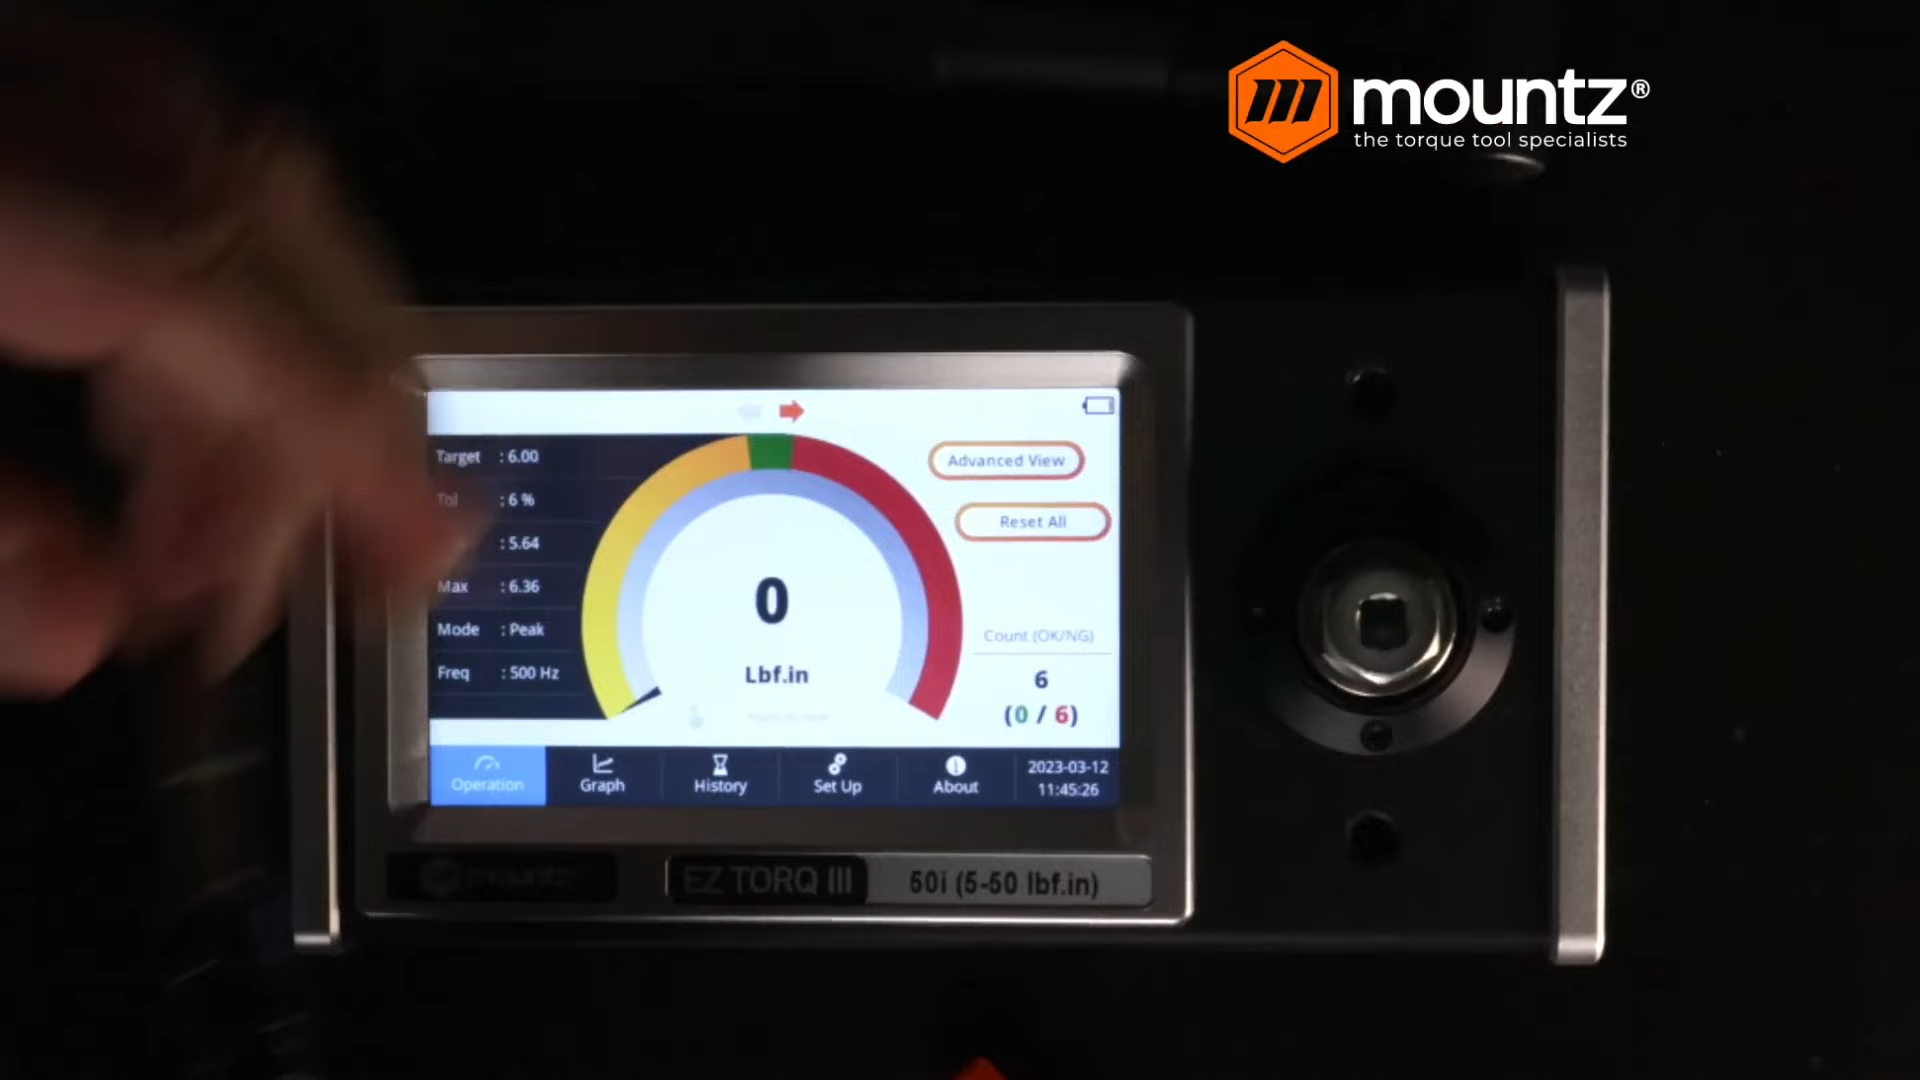 mountz®
the torque tool specialists
Target : 6.00
Tol : 6 %
: 5.64
Max : 6.36
Mode : Peak
Freq : 500 Hz
0
Lbf.in
Advanced View
Reset All
Count (OK/NG)
6
(0 / 6)
Operation
Graph
History
Set Up
About
2023-03-12
11:45:26
mountz
EZ TORQ III
50i (5-50 lbf.in)